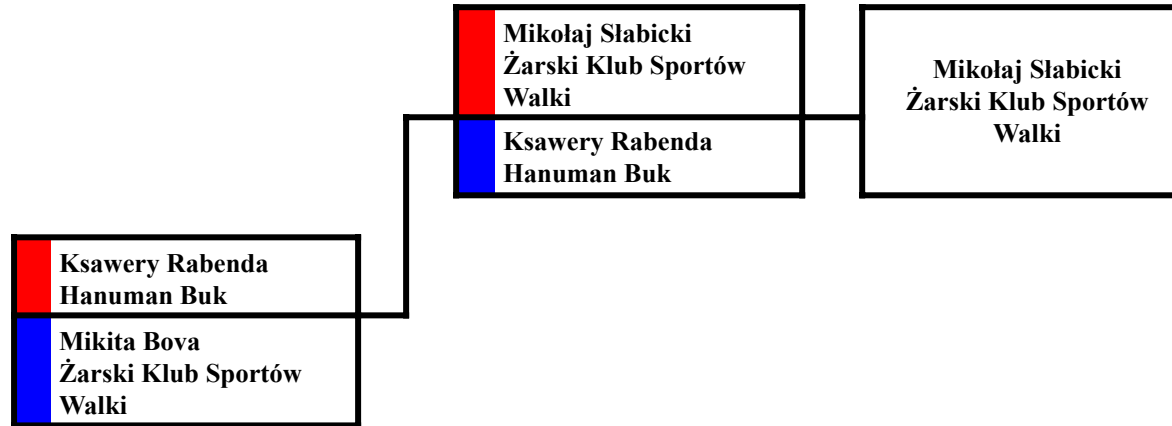 Mikołaj Słabicki
Żarski Klub Sportów
Walki
Ksawery Rabenda
Hanuman Buk
Mikołaj Słabicki
Żarski Klub Sportów
Walki
Ksawery Rabenda
Hanuman Buk
Mikita Bova
Żarski Klub Sportów
Walki